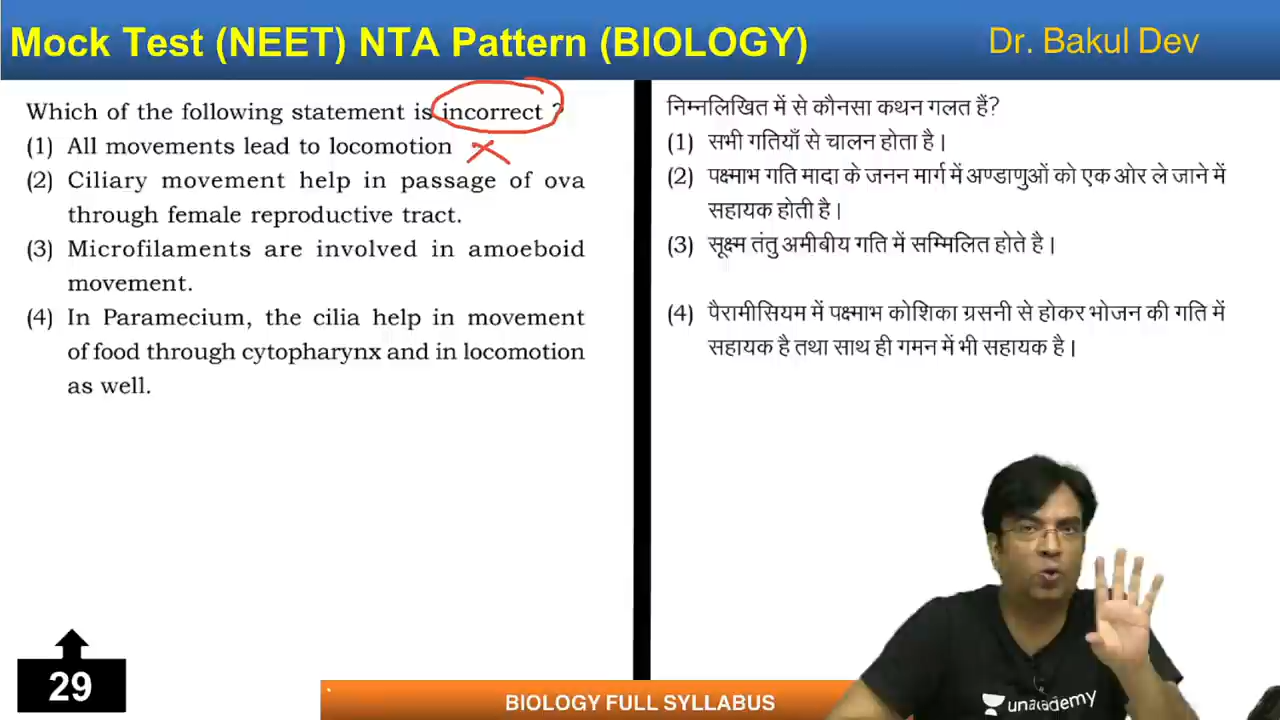 Mock Test (NEET) NTA Pattern (BIOLOGY)
Dr. Bakul Dev
Which of the following statement is incorrect ?
(1) All movements lead to locomotion
(2) Ciliary movement help in passage of ova
through female reproductive tract.
(3) Microfilaments are involved in amoeboid
movement.
(4) In Paramecium, the cilia help in movement
of food through cytopharynx and in locomotion
as well.
निम्नलिखित में से कौनसा कथन गलत हैं?
(1) सभी गतियाँ से चालन होता है।
(2) पक्ष्माभ गति मादा के जनन मार्ग में अण्डाणुओं को एक ओर ले जाने में
सहायक होती है।
(3) सूक्ष्म तंतु अमीबीय गति में सम्मिलित होते है।
(4) पैरामीसियम में पक्ष्माभ कोशिका ग्रसनी से होकर भोजन की गति में
सहायक है तथा साथ ही गमन में भी सहायक है।
29
BIOLOGY FULL SYLLABUS
unacademy